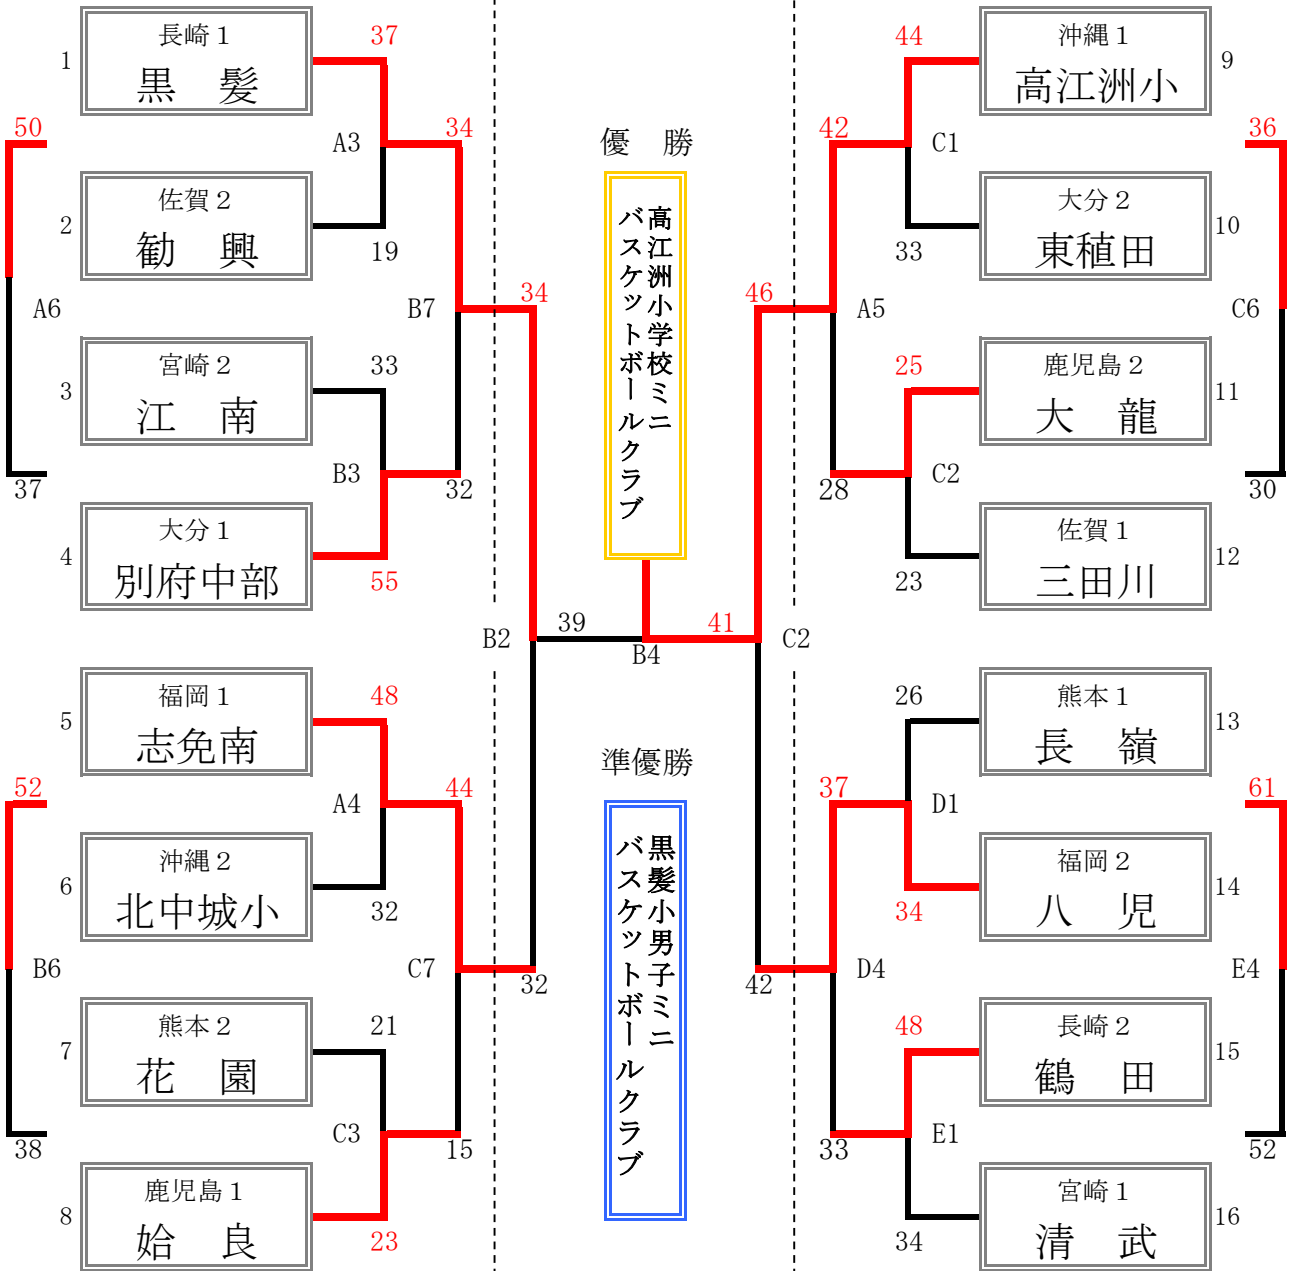 長崎１
黒　髪
1
37
50
A3
34
佐賀２
勧　興
2
19
A6
B7
34
宮崎２
江　南
3
33
B3
37
32
大分１
別府中部
4
55
B2
39
福岡１
志免南
5
48
52
A4
44
沖縄２
北中城小
6
32
B6
C7
32
熊本２
花　園
7
21
C3
38
15
鹿児島１
姶　良
8
23
優　勝
高江洲小学校ミニ
バスケットボールクラブ
B4
準優勝
黒髪小男子ミニ
バスケットボールクラブ
44
沖縄１
高江洲小
9
42
C1
36
大分２
東稙田
10
33
46
A5
C6
25
鹿児島２
大　龍
11
28
C2
30
佐賀１
三田川
12
23
41
C2
26
熊本１
長　嶺
13
37
D1
61
福岡２
八　児
14
34
42
D4
E4
48
長崎２
鶴　田
15
33
E1
52
宮崎１
清　武
16
34